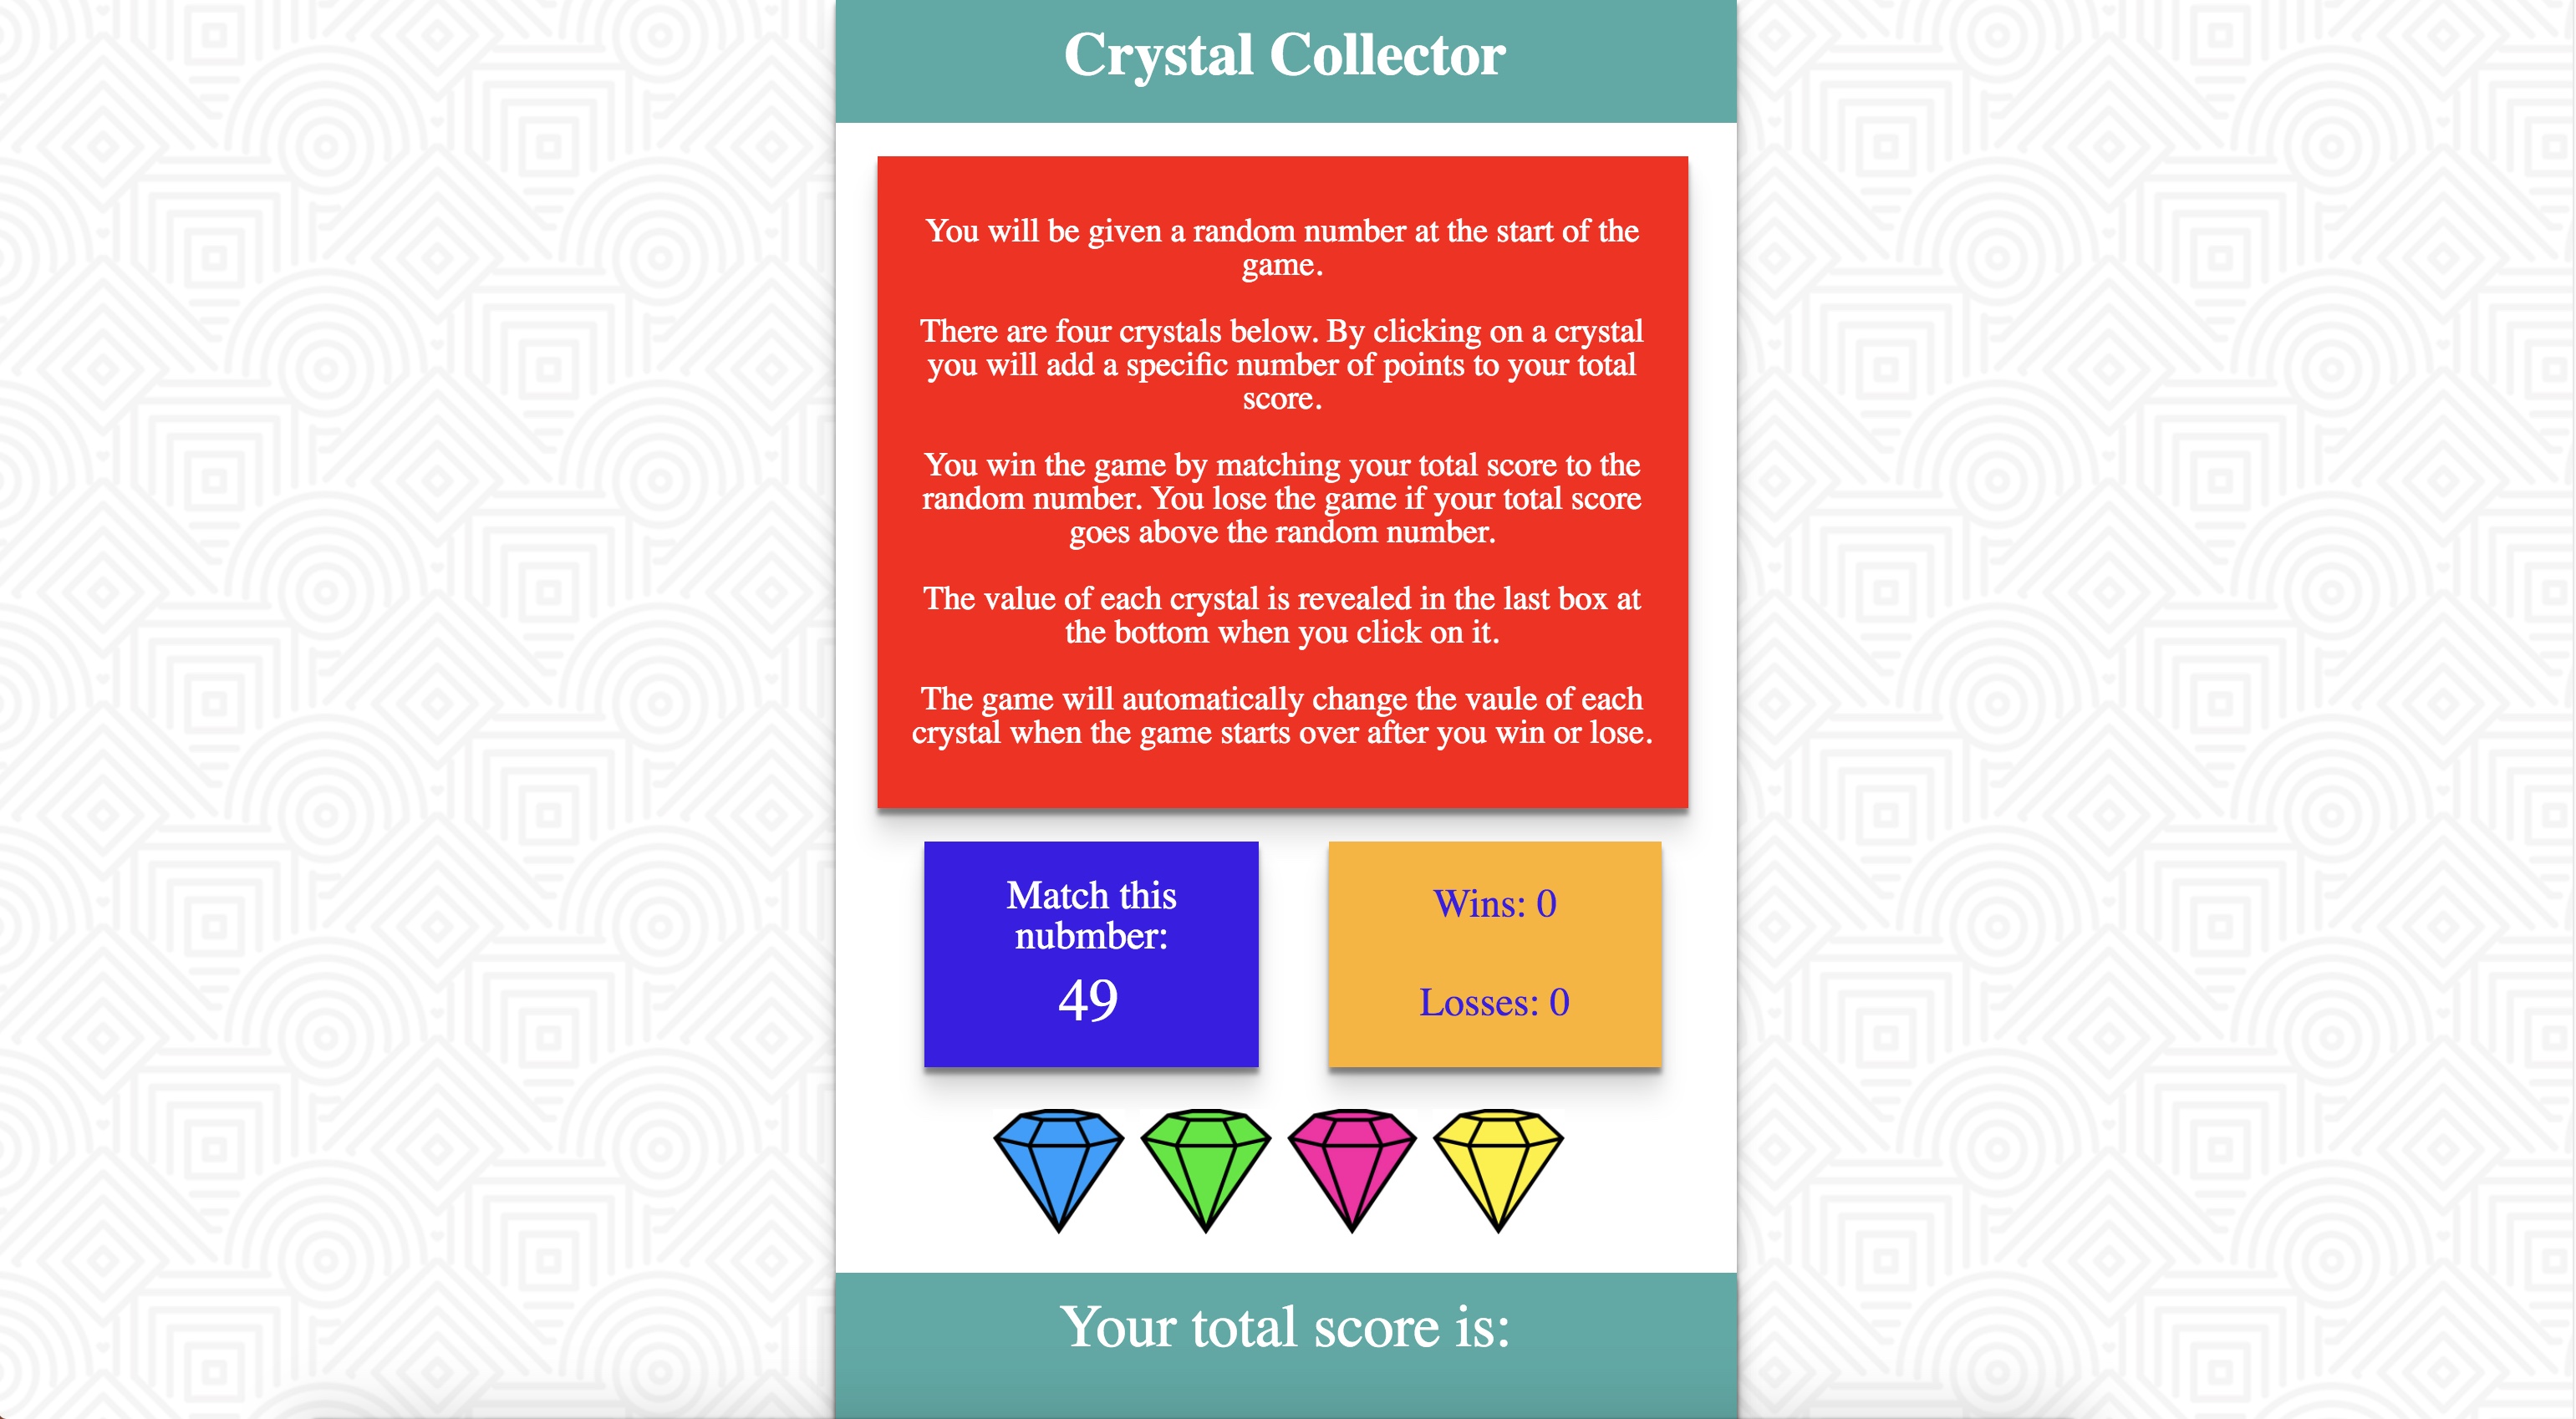 Crystal Collector
You will be given a random number at the start of the
game.
There are four crystals below. By clicking on a crystal
you will add a specific number of points to your total
score.
You win the game by matching your total score to the
random number. You lose the game if your total score
goes above the random number.
The value of each crystal is revealed in the last box at
the bottom when you click on it.
The game will automatically change the vaule of each
crystal when the game starts over after you win or lose.
Match this
nubmber:
49
Wins: 0
Losses: 0
Your total score is: